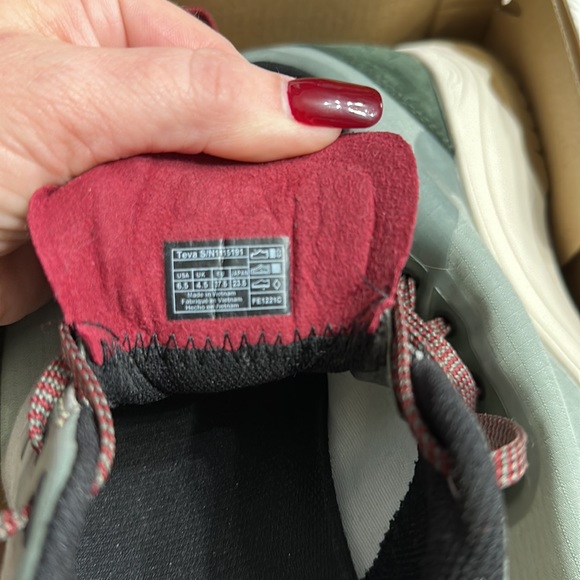 Teva S/N1115191
USA UK EU JAPAN
6.5 4.5 37.5 23.5
Made in Vietnam
Fabriqué en Vietnam
Hecho en Vietnam
FE1221C